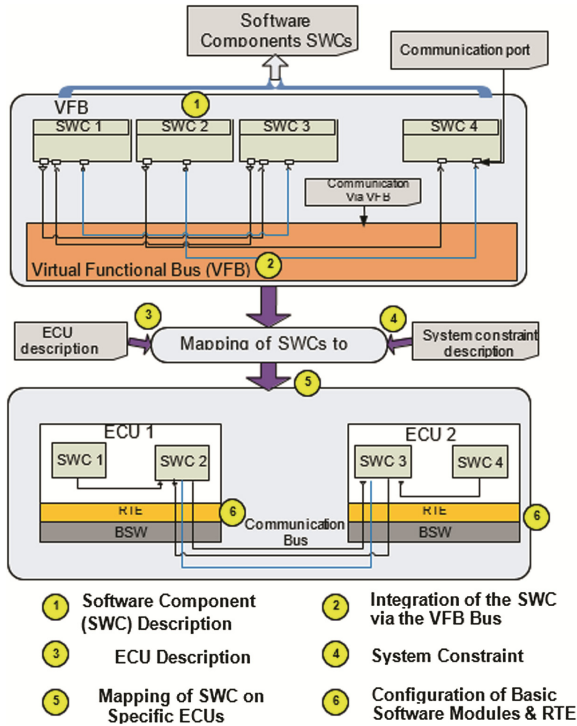 Software
Components SWCs
Communication port
VFB
1
SWC 1
SWC 2
SWC 3
SWC 4
Communication
Via VFB
Virtual Functional Bus (VFB)
2
3
4
ECU
description
Mapping of SWCs to
System constraint
description
5
ECU 1
ECU 2
SWC 1
SWC 2
SWC 3
SWC 4
RTE
6
RTE
6
BSW
Communication
Bus
BSW
1
Software Component
(SWC) Description
2
Integration of the SWC
via the VFB Bus
3
ECU Description
4
System Constraint
5
Mapping of SWC on
Specific ECUs
6
Configuration of Basic
Software Modules & RTE